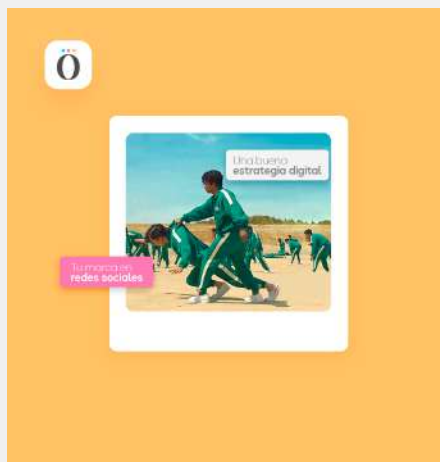 Ö
Una buena
estrategia digital
Tu marca en
redes sociales